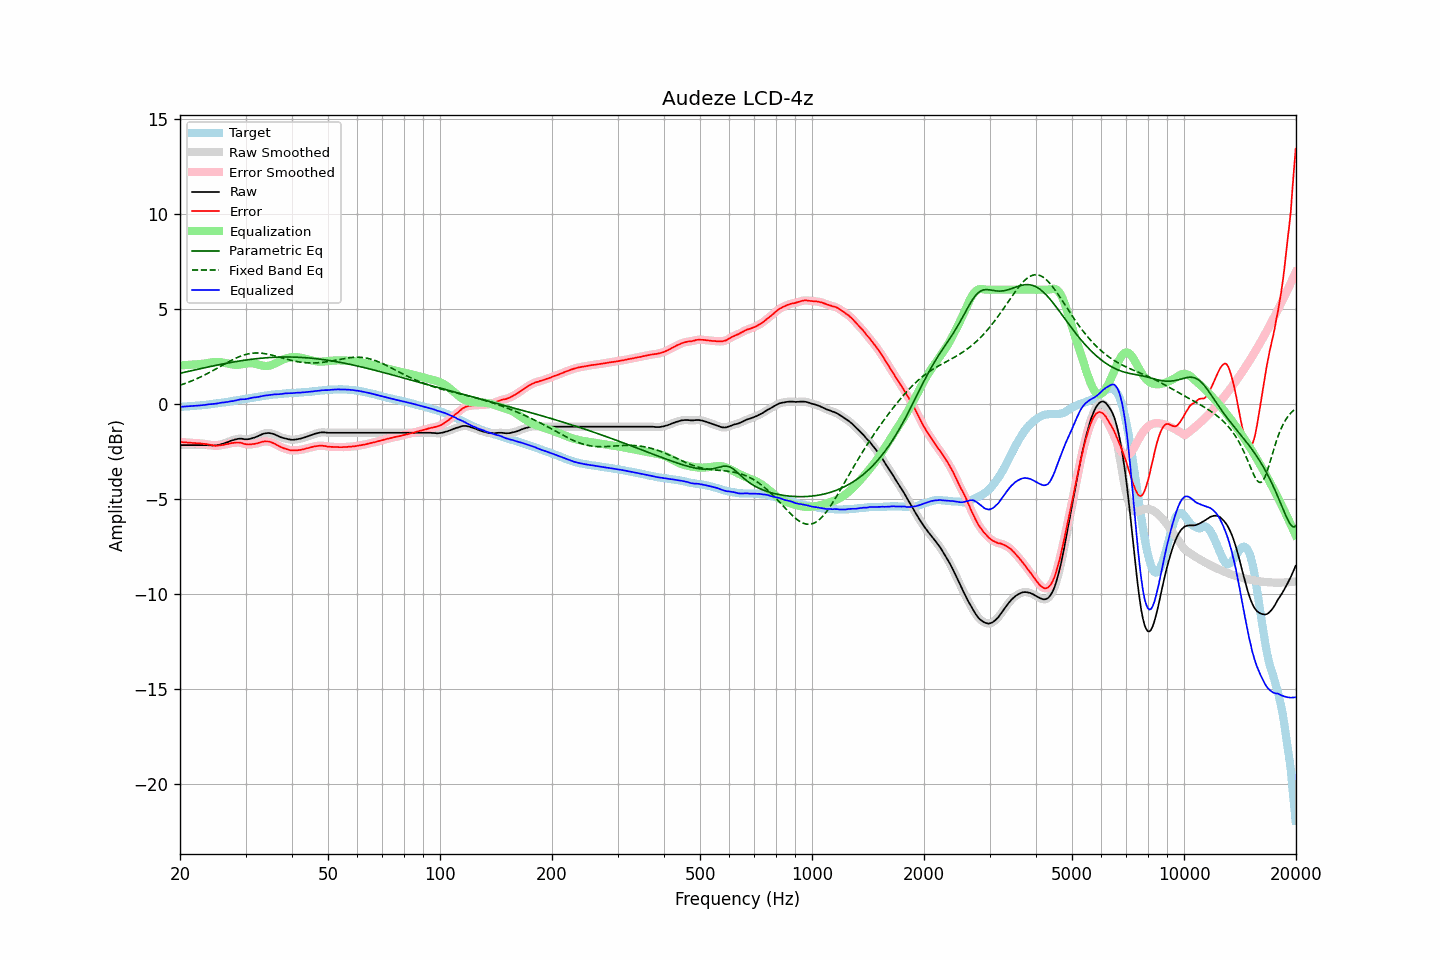 Audeze LCD-4z
Target
Raw Smoothed
Error Smoothed
Raw
Error
Equalization
Parametric Eq
Fixed Band Eq
Equalized
15
10
5
0
−5
−10
−15
−20
Amplitude (dBr)
20 50 100 200 500 1000 2000 5000 10000 20000
Frequency (Hz)